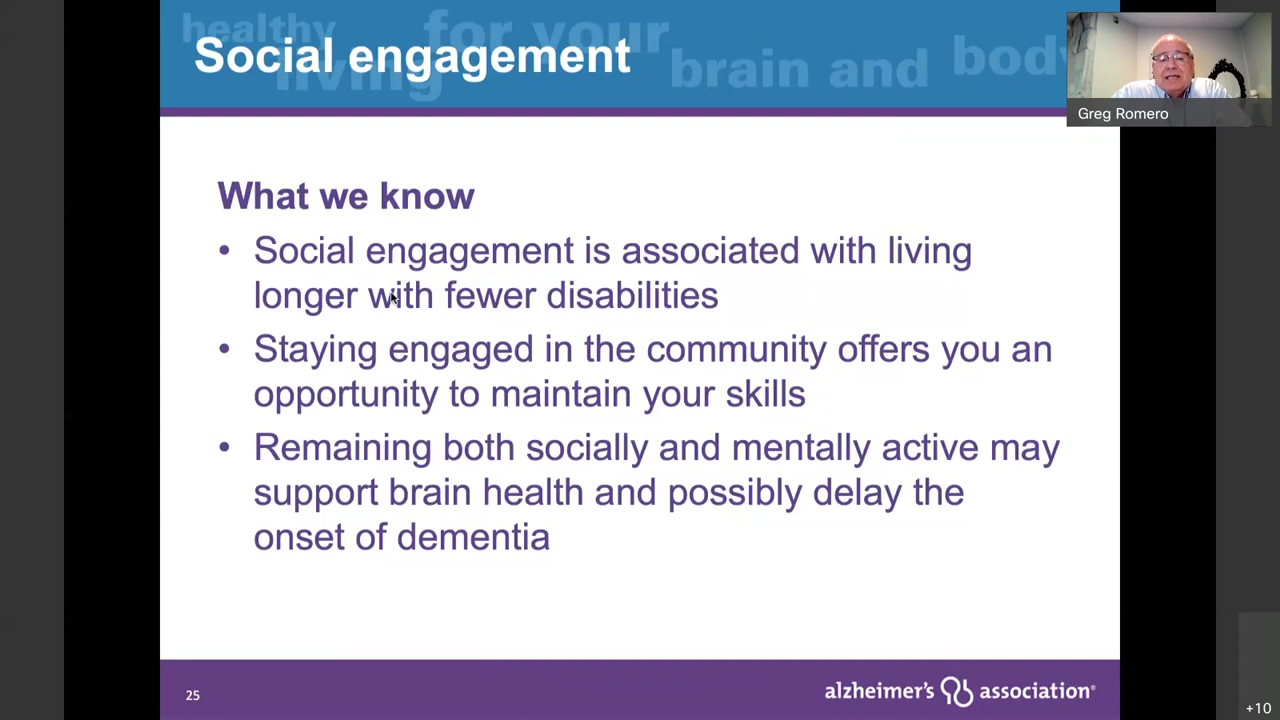 healthy
for your
living
brain and
body
Social engagement
Greg Romero
What we know
• Social engagement is associated with living
longer with fewer disabilities
• Staying engaged in the community offers you an
opportunity to maintain your skills
• Remaining both socially and mentally active may
support brain health and possibly delay the
onset of dementia
25
alzheimer's association®
+10